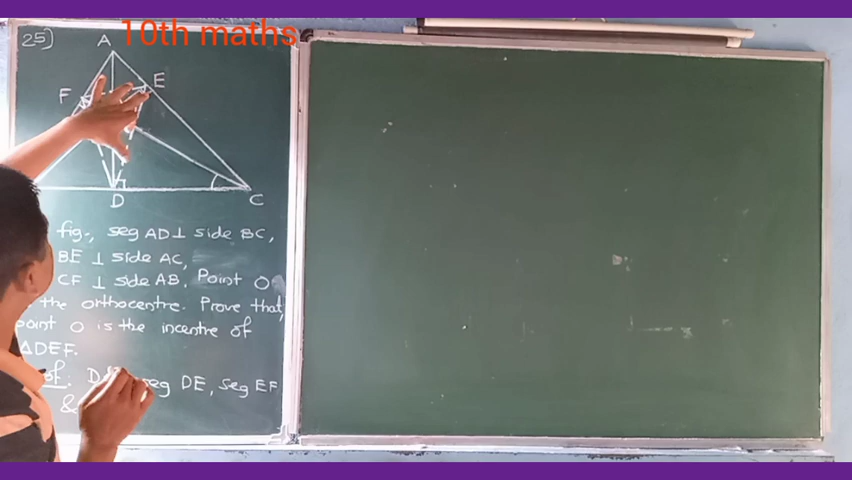 10th maths
25)
A
E
F
D
C
fig., seg AD ⊥ side BC,
BE ⊥ side AC,
CF ⊥ side AB. Point O
the orthocentre. Prove that,
point O is the incentre of
ΔDEF.
seg DE, seg EF
&